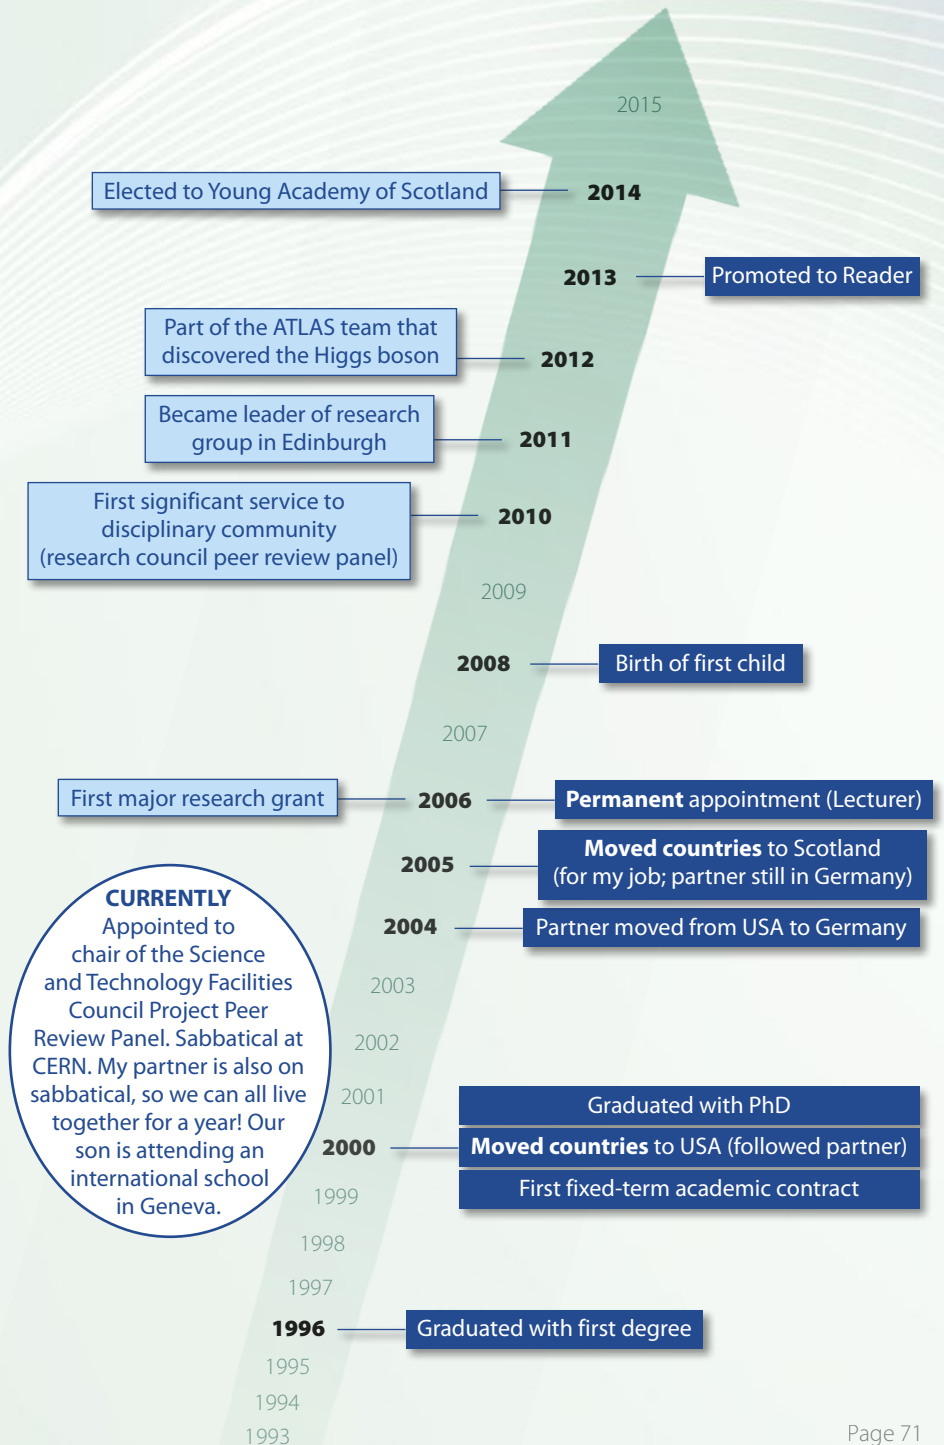 2015
Elected to Young Academy of Scotland
2014
2013
Promoted to Reader
Part of the ATLAS team that
discovered the Higgs boson
2012
Became leader of research
group in Edinburgh
2011
First significant service to
disciplinary community
(research council peer review panel)
2010
2009
2008
Birth of first child
2007
First major research grant
2006
Permanent appointment (Lecturer)
2005
Moved countries to Scotland
(for my job; partner still in Germany)
2004
Partner moved from USA to Germany
CURRENTLY
Appointed to
chair of the Science
and Technology Facilities
Council Project Peer
Review Panel. Sabbatical at
CERN. My partner is also on
sabbatical, so we can all live
together for a year! Our
son is attending an
international school
in Geneva.
2003
2002
2001
2000
Graduated with PhD
Moved countries to USA (followed partner)
First fixed-term academic contract
1999
1998
1997
1996
Graduated with first degree
1995
1994
1993
Page 71